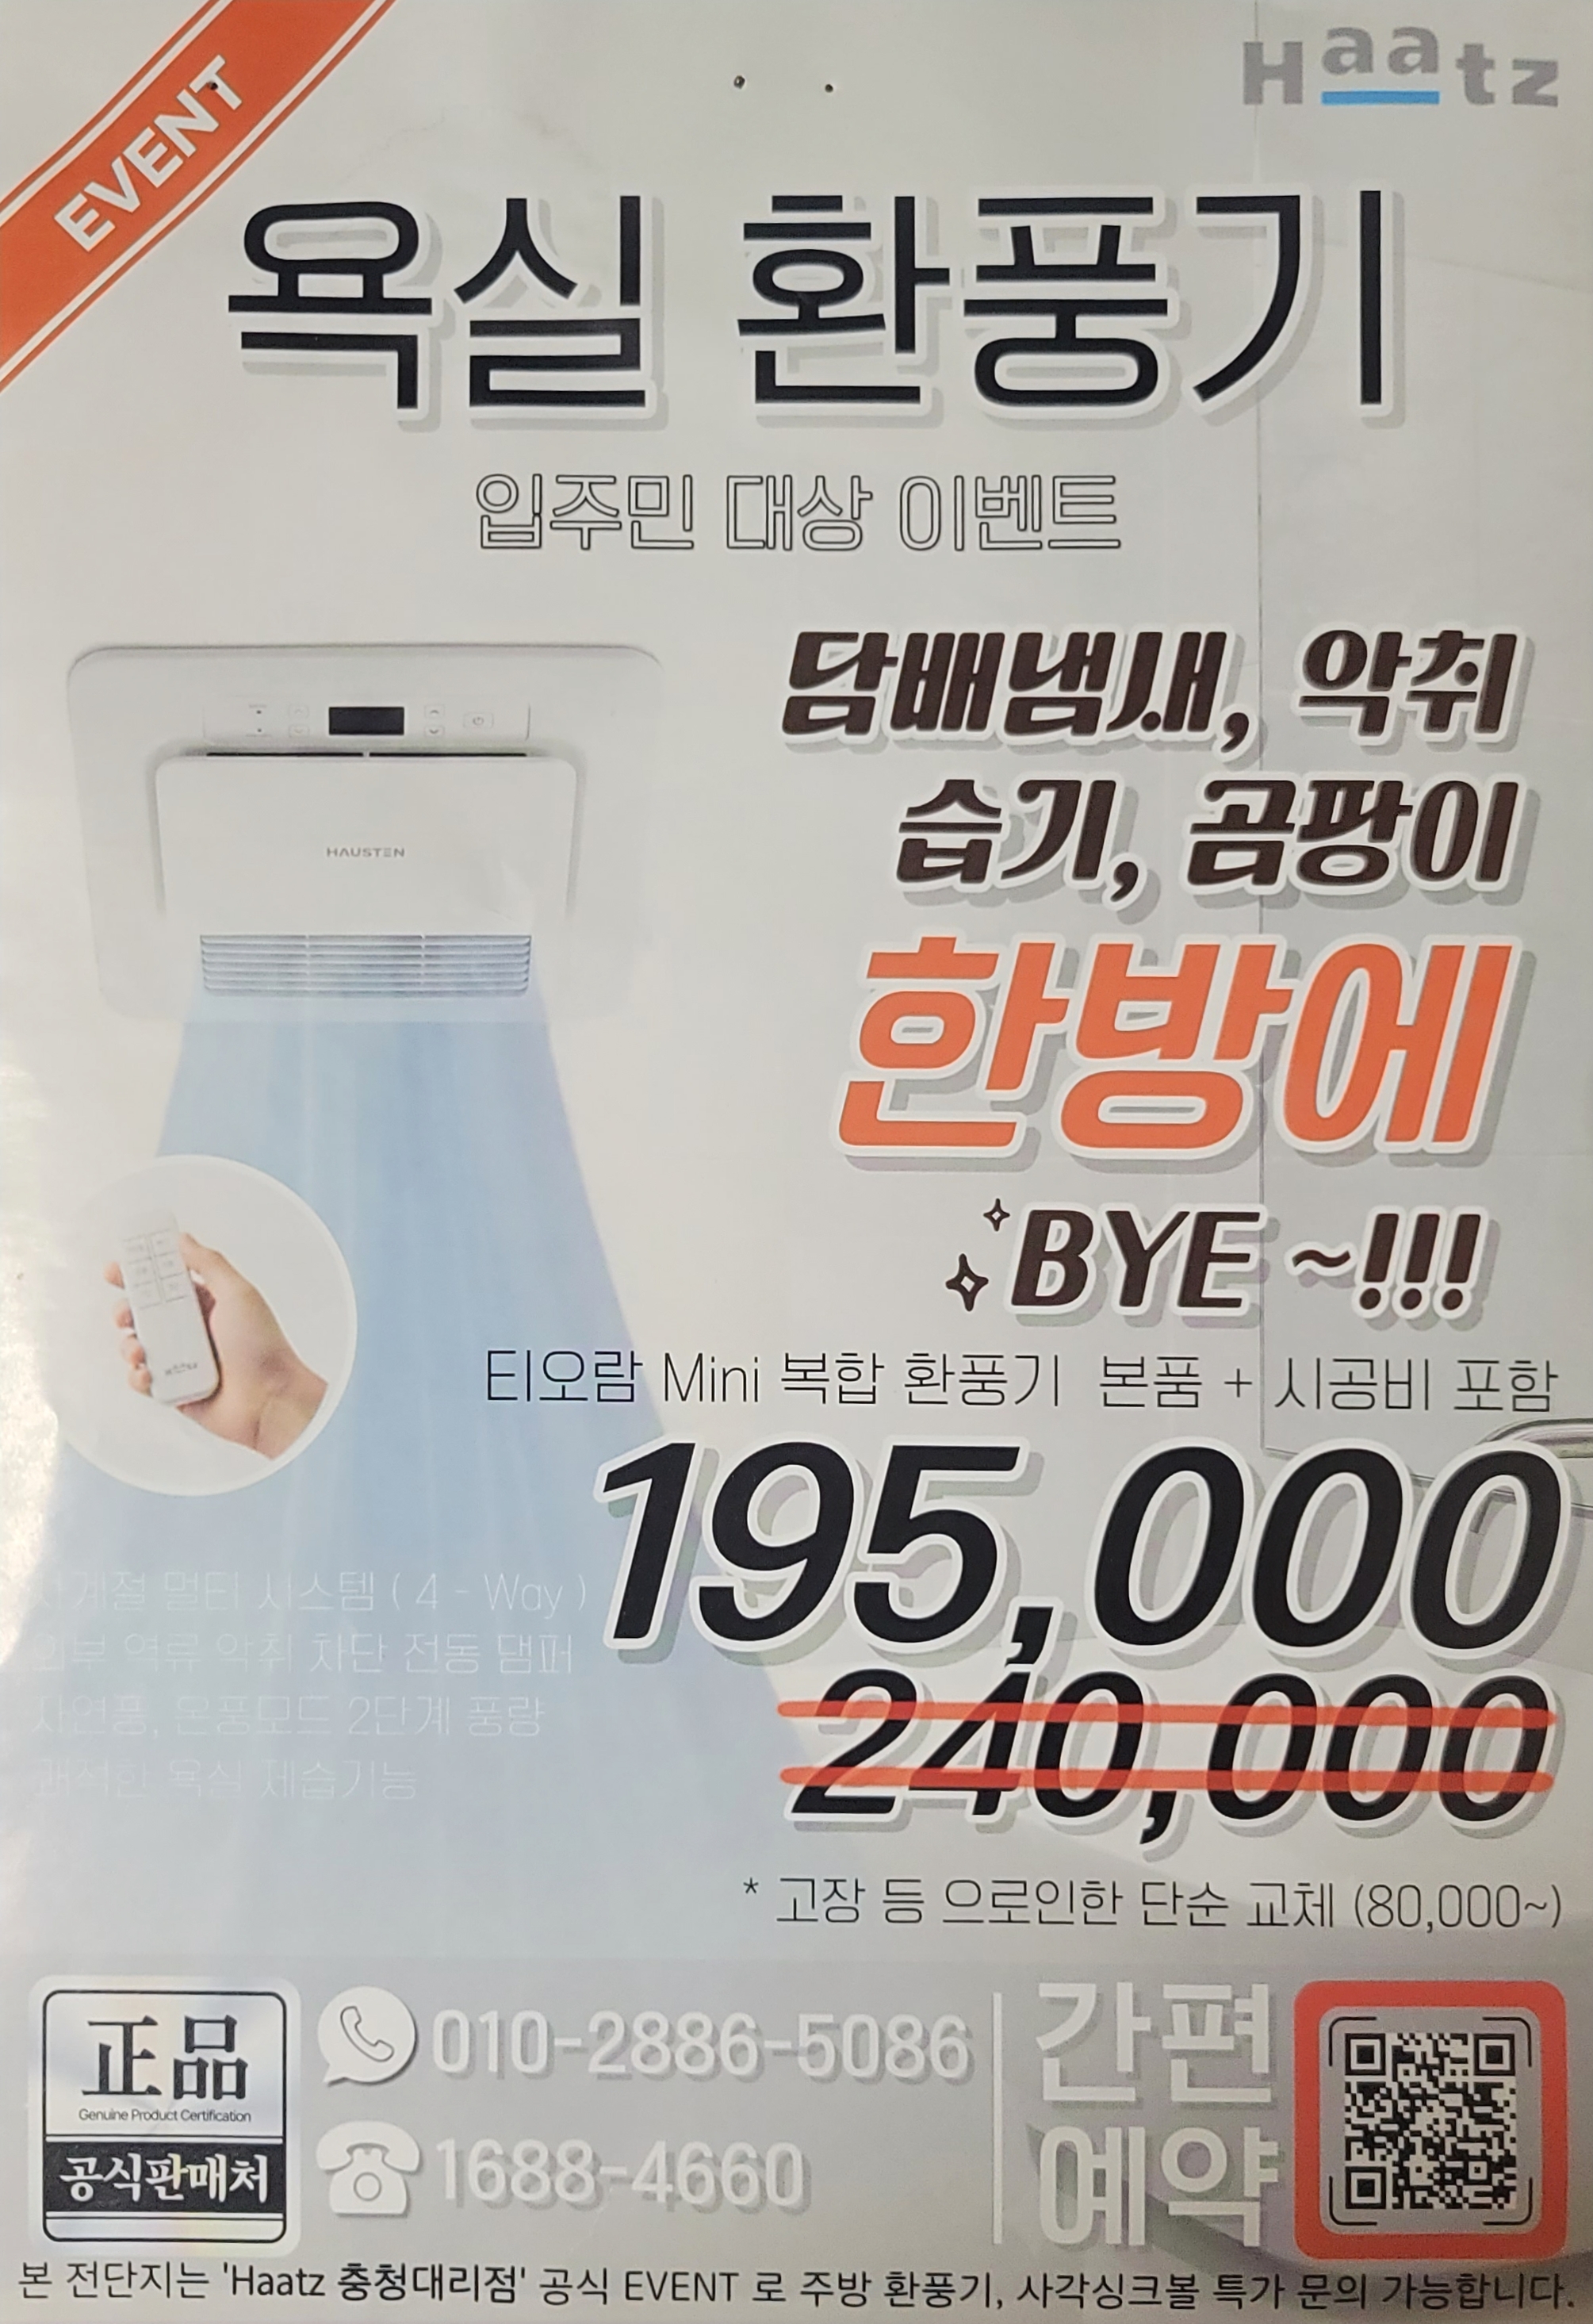 Haatz
EVENT
욕실 환풍기
입주민 대상 이벤트
담배냄새, 악취
습기, 곰팡이
한방에
BYE ~!!!
HAUSTEN
티오람 Mini 복합 환풍기 본품 + 시공비 포함
195,000
240,000
계절 멀티 시스템 ( 4 - Way )
외부 역류 악취 차단 전동 댐퍼
자연풍, 온풍모드 2단계 풍량
쾌적한 욕실 제습기능
* 고장 등 으로인한 단순 교체 (80,000~)
正品
Genuine Product Certification
공식판매처
010-2886-5086
1688-4660
간편
예약
본 전단지는 'Haatz 충청대리점' 공식 EVENT 로 주방 환풍기, 사각싱크볼 특가 문의 가능합니다.